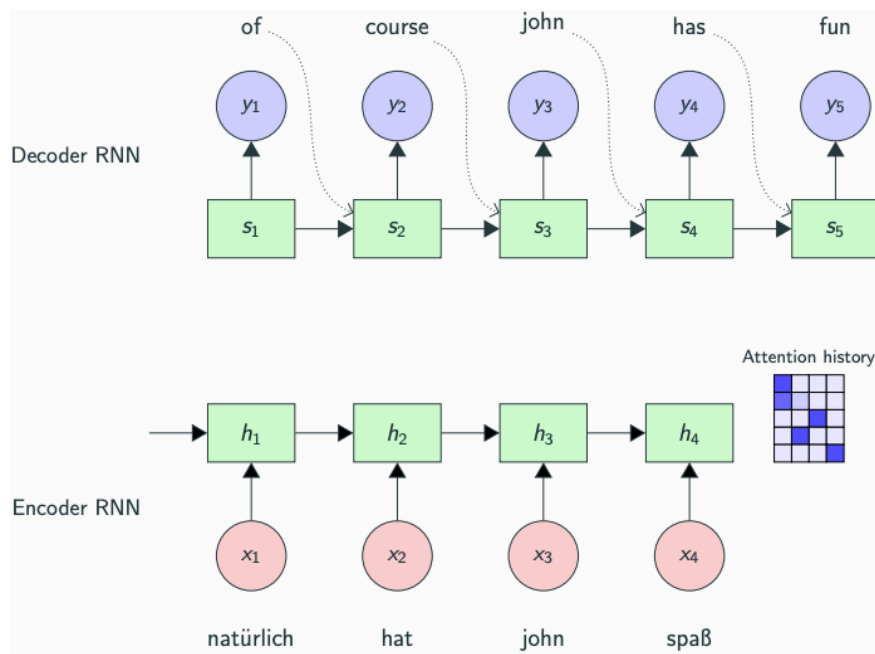 of course john has fun
y1 y2 y3 y4 y5
Decoder RNN
s1 s2 s3 s4 s5
Attention history
h1 h2 h3 h4
Encoder RNN
x1 x2 x3 x4
natürlich hat john spaß